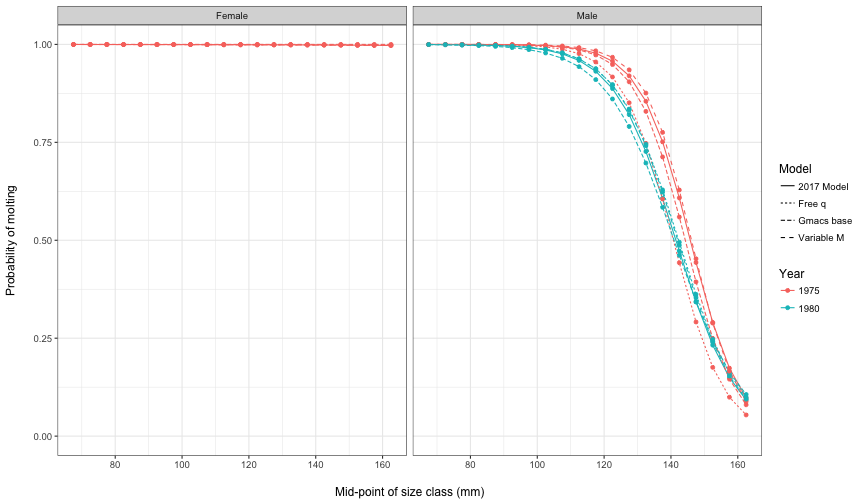 Female Male
1.00
0.75
0.50
0.25
0.00
Probability of molting
80 100 120 140 160 80 100 120 140 160
Mid-point of size class (mm)
Model
2017 Model
Free q
Gmacs base
Variable M
Year
1975
1980